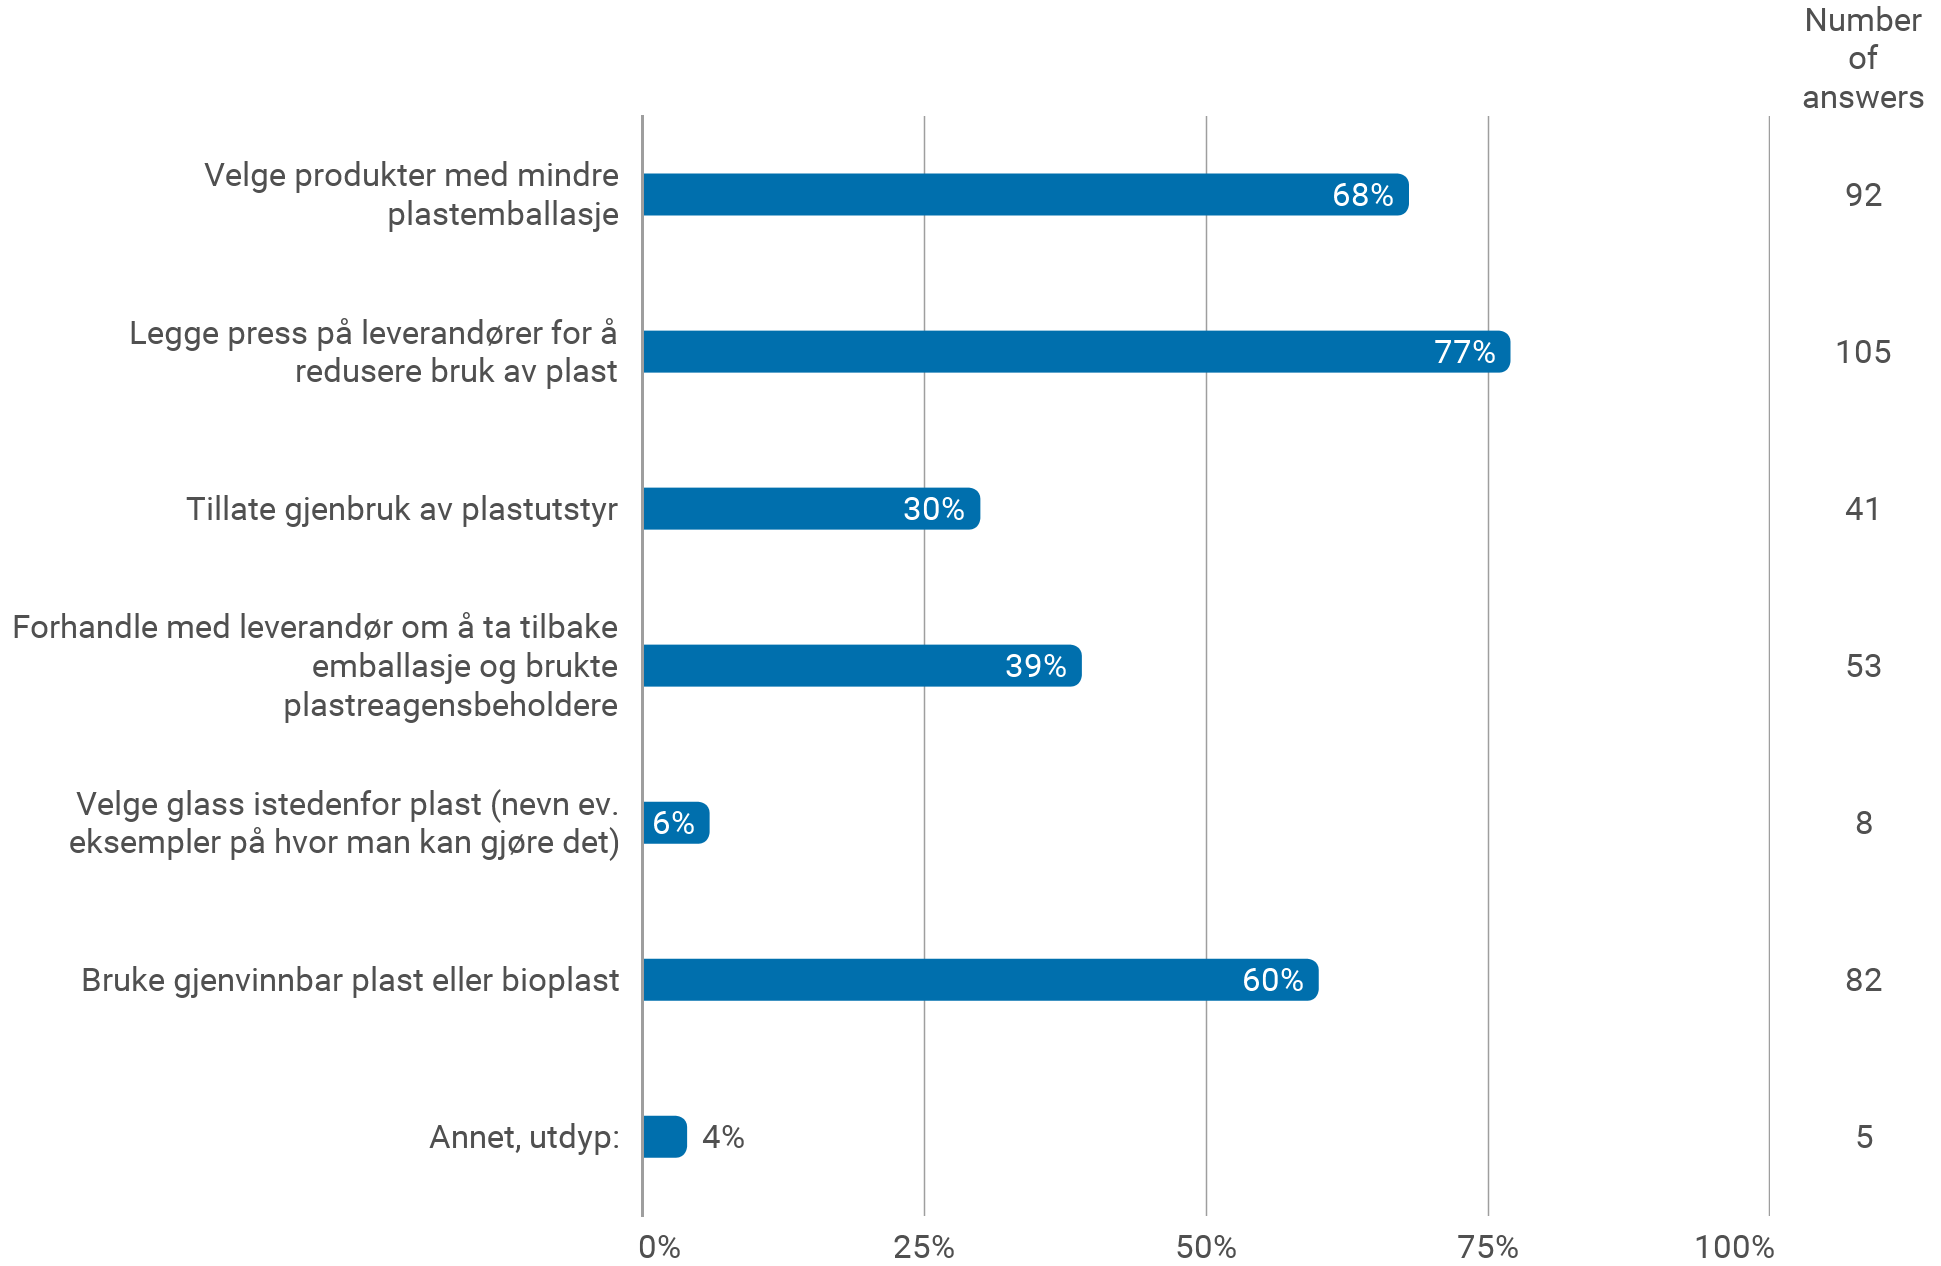 Number
of
answers
Velge produkter med mindre
plastemballasje
68%
92
Legge press på leverandører for å
redusere bruk av plast
77%
105
Tillate gjenbruk av plastutstyr
30%
41
Forhandle med leverandør om å ta tilbake
emballasje og brukte
plastreagensbeholdere
39%
53
Velge glass istedenfor plast (nevn ev.
eksempler på hvor man kan gjøre det)
6%
8
Bruke gjenvinnbar plast eller bioplast
60%
82
Annet, utdyp:
4%
5
0% 25% 50% 75% 100%